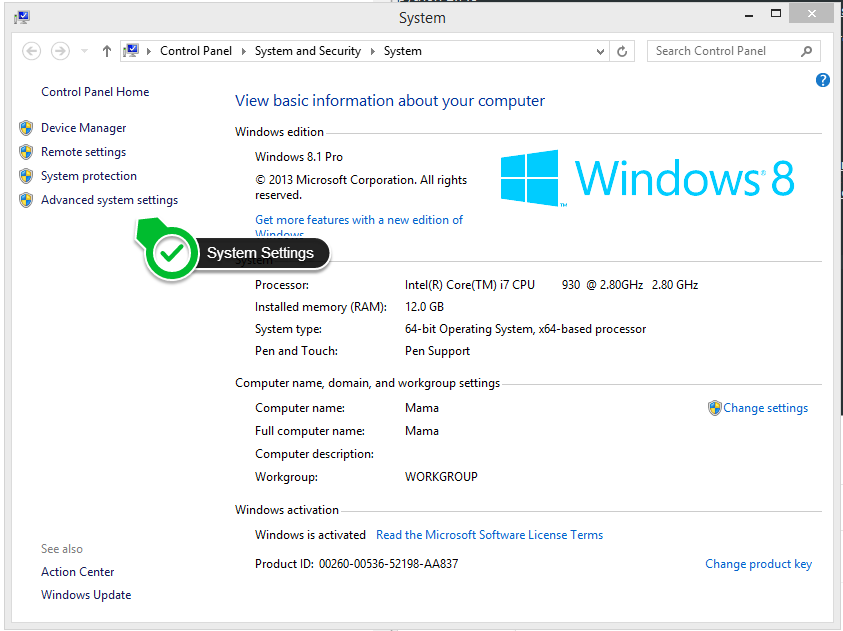 System
Control Panel System and Security System
Search Control Panel
Control Panel Home
Device Manager
Remote settings
System protection
Advanced system settings
View basic information about your computer
Windows edition
Windows 8.1 Pro
© 2013 Microsoft Corporation. All rights
reserved.
Get more features with a new edition of
Windows
Windows® 8
™
System Settings
System
Processor: Intel(R) Core(TM) i7 CPU 930 @ 2.80GHz 2.80 GHz
Installed memory (RAM): 12.0 GB
System type: 64-bit Operating System, x64-based processor
Pen and Touch: Pen Support
Computer name, domain, and workgroup settings
Computer name: Mama
Change settings
Full computer name: Mama
Computer description:
Workgroup: WORKGROUP
Windows activation
Windows is activated Read the Microsoft Software License Terms
Product ID: 00260-00536-52198-AA837
Change product key
See also
Action Center
Windows Update